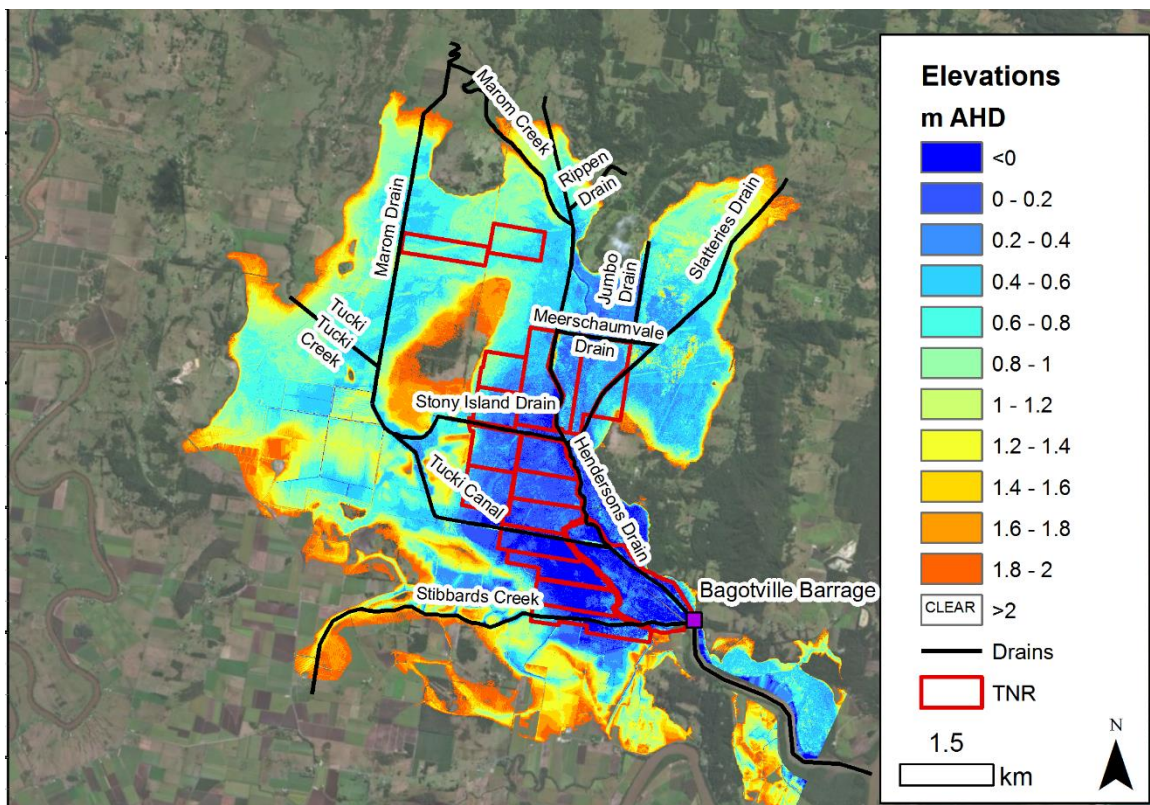 Marom Creek
Rippen
Drain
Marom Drain
Slatteries Drain
Jumbo
Drain
Tucki
Tucki
Creek
Meerschaumvale
Drain
Stony Island Drain
Hendersons Drain
Tucki Canal
Bagotville Barrage
Stibbards Creek
Elevations
m AHD
<0
0 - 0.2
0.2 - 0.4
0.4 - 0.6
0.6 - 0.8
0.8 - 1
1 - 1.2
1.2 - 1.4
1.4 - 1.6
1.6 - 1.8
1.8 - 2
CLEAR >2
Drains
TNR
N
1.5
km